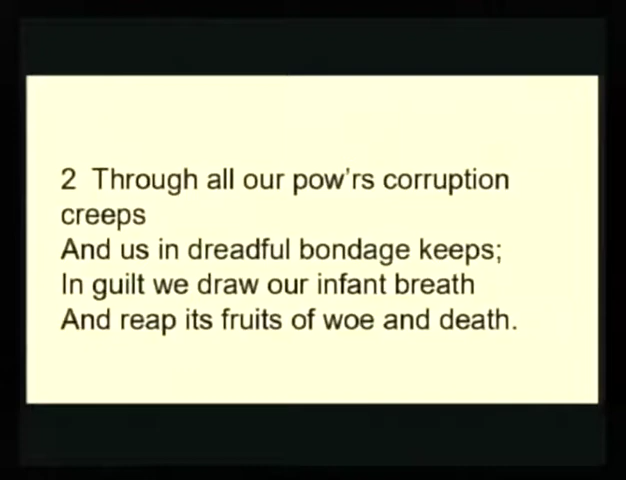 2  Through all our pow'rs corruption
creeps
And us in dreadful bondage keeps;
In guilt we draw our infant breath
And reap its fruits of woe and death.